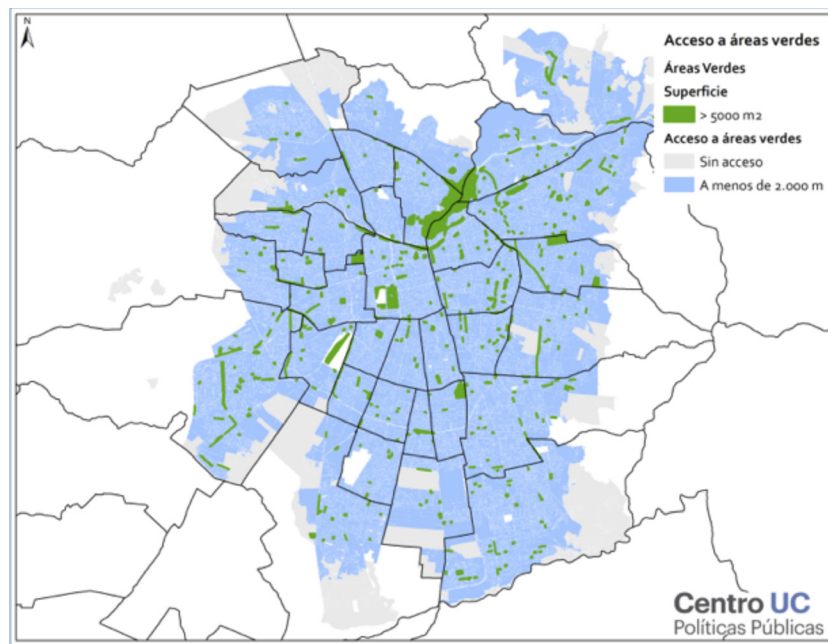 N
Acceso a áreas verdes
Áreas Verdes
Superficie
> 5000 m2
Acceso a áreas verdes
Sin acceso
A menos de 2.000 m
Centro UC
Políticas Públicas